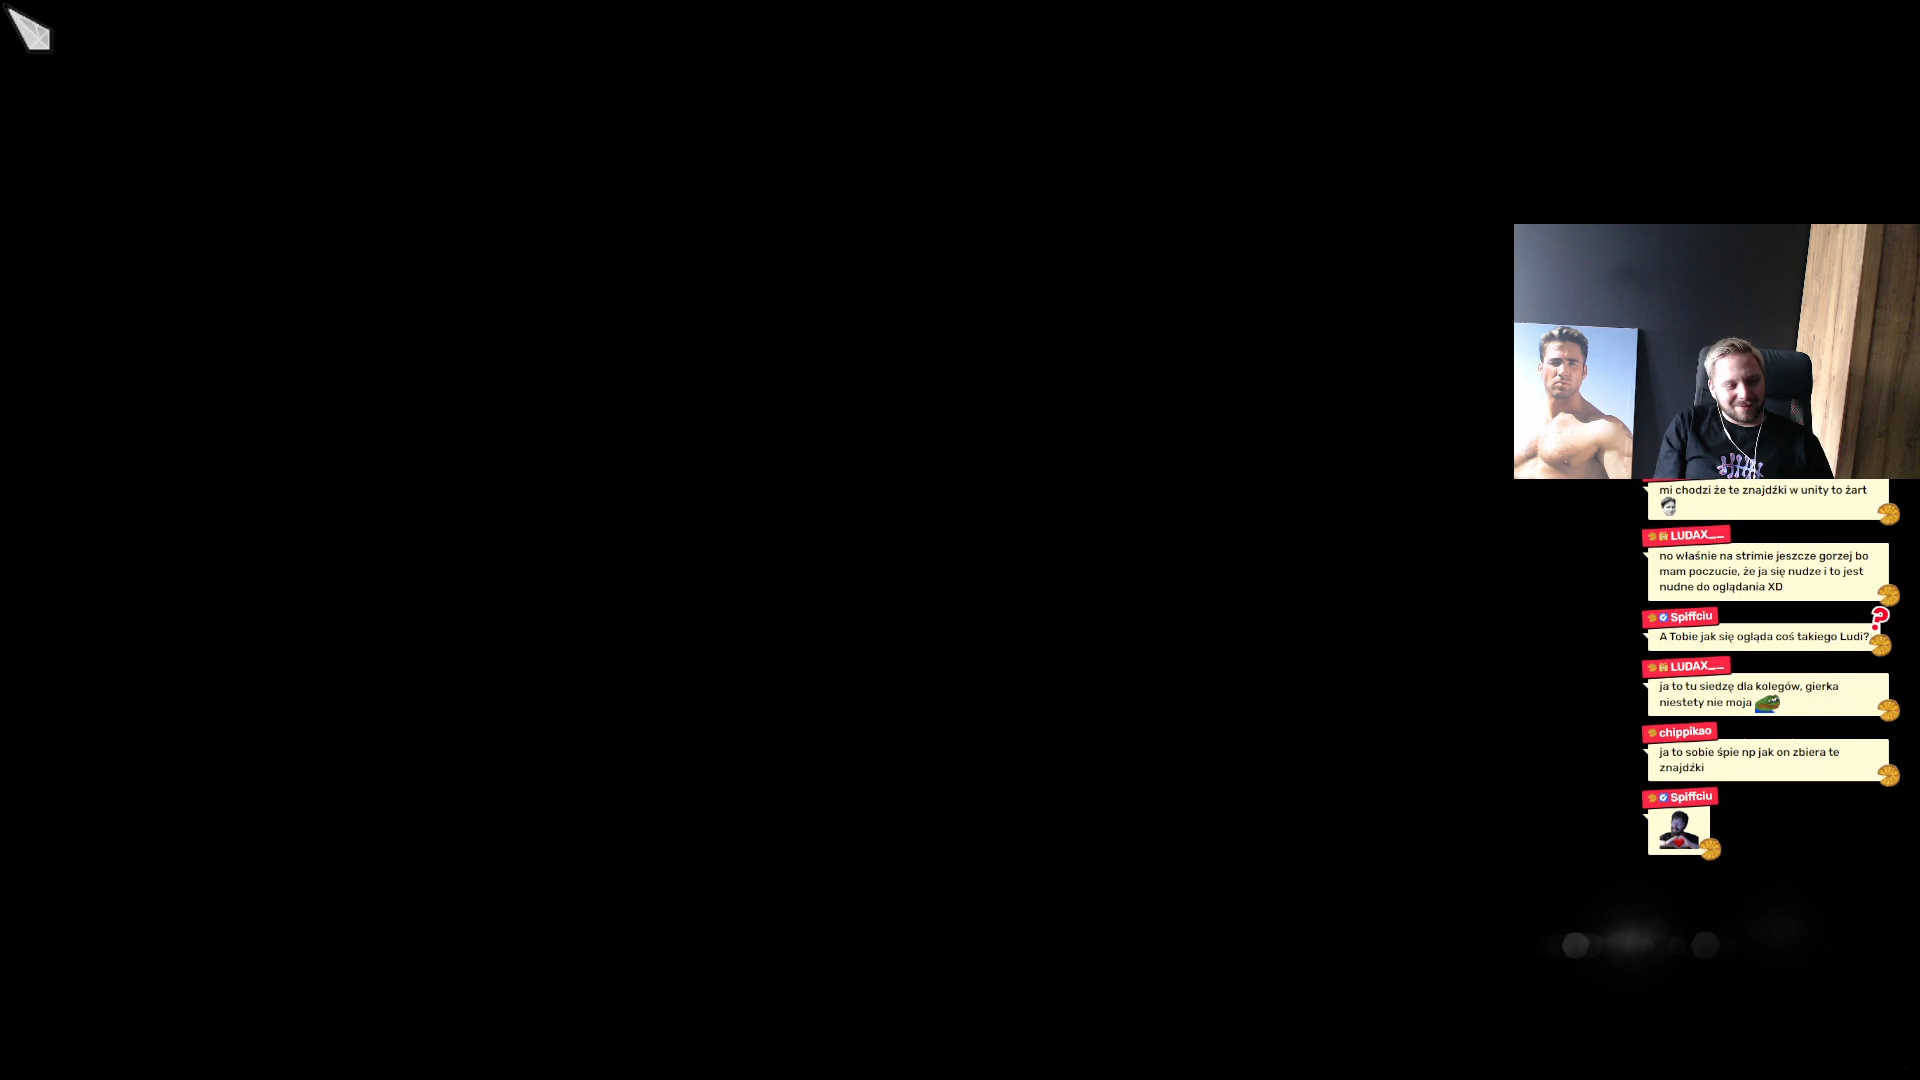 mi chodzi że te znajdźki w unity to żart
LUDAX__
no właśnie na strimie jeszcze gorzej bo
mam poczucie, że ja się nudze i to jest
nudne do oglądania XD
Spiffciu
?
A Tobie jak się ogląda coś takiego Ludi?
LUDAX__
ja to tu siedzę dla kolegów, gierka
niestety nie moja
chippikao
ja to sobie śpie np jak on zbiera te
znajdźki
Spiffciu